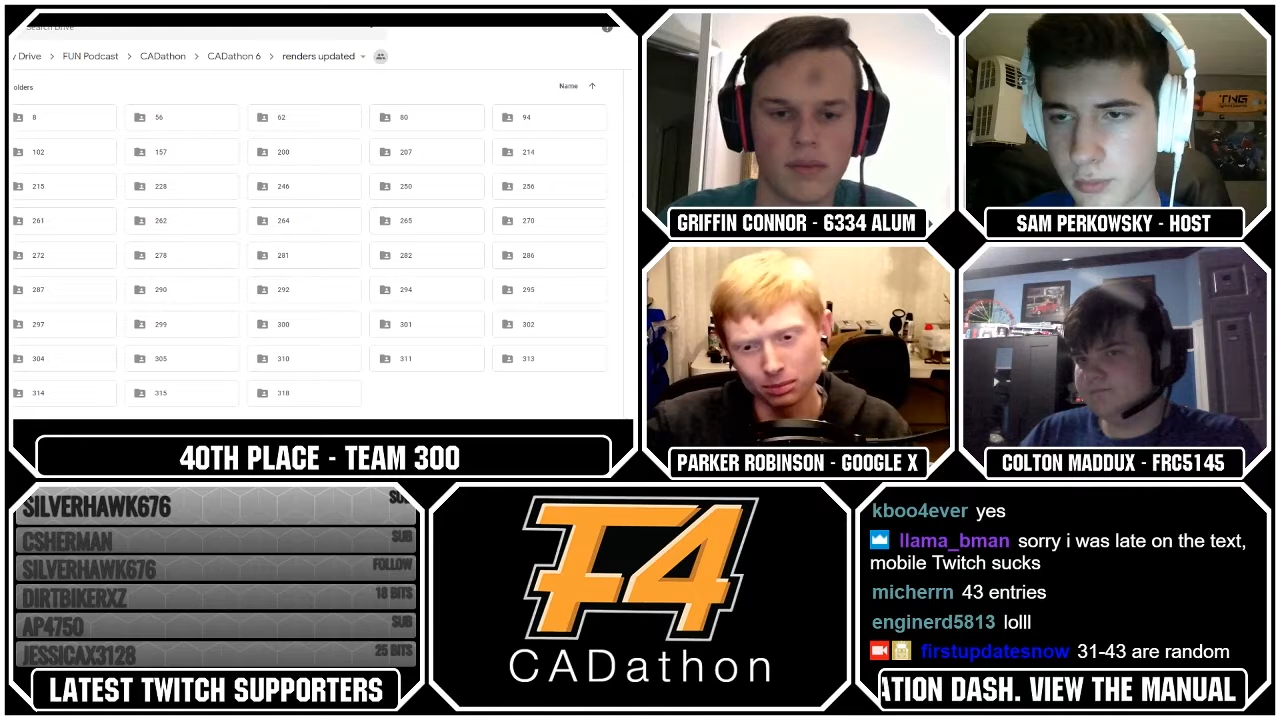 Search Drive
y Drive > FUN Podcast > CADathon > CADathon 6 > renders updated
olders
Name
8 56 62 80 94
102 157 200 207 214
215 228 246 250 256
261 262 264 265 270
272 278 281 282 286
287 290 292 294 295
297 299 300 301 302
304 305 310 311 313
314 315 318
40TH PLACE - TEAM 300
TNG
GRIFFIN CONNOR - 6334 ALUM
SAM PERKOWSKY - HOST
PARKER ROBINSON - GOOGLE X
COLTON MADDUX - FRC5145
SILVERHAWK676 SUB
CSHERMAN SUB
SILVERHAWK676 FOLLOW
DIRTBIKERXZ 18 BITS
AP4750 SUB
JESSICAX3128 25 BITS
LATEST TWITCH SUPPORTERS
F4
CADathon
kboo4ever yes
llama_bman sorry i was late on the text,
mobile Twitch sucks
micherrn 43 entries
enginerd5813 lolll
firstupdatesnow 31-43 are random
ATION DASH. VIEW THE MANUAL